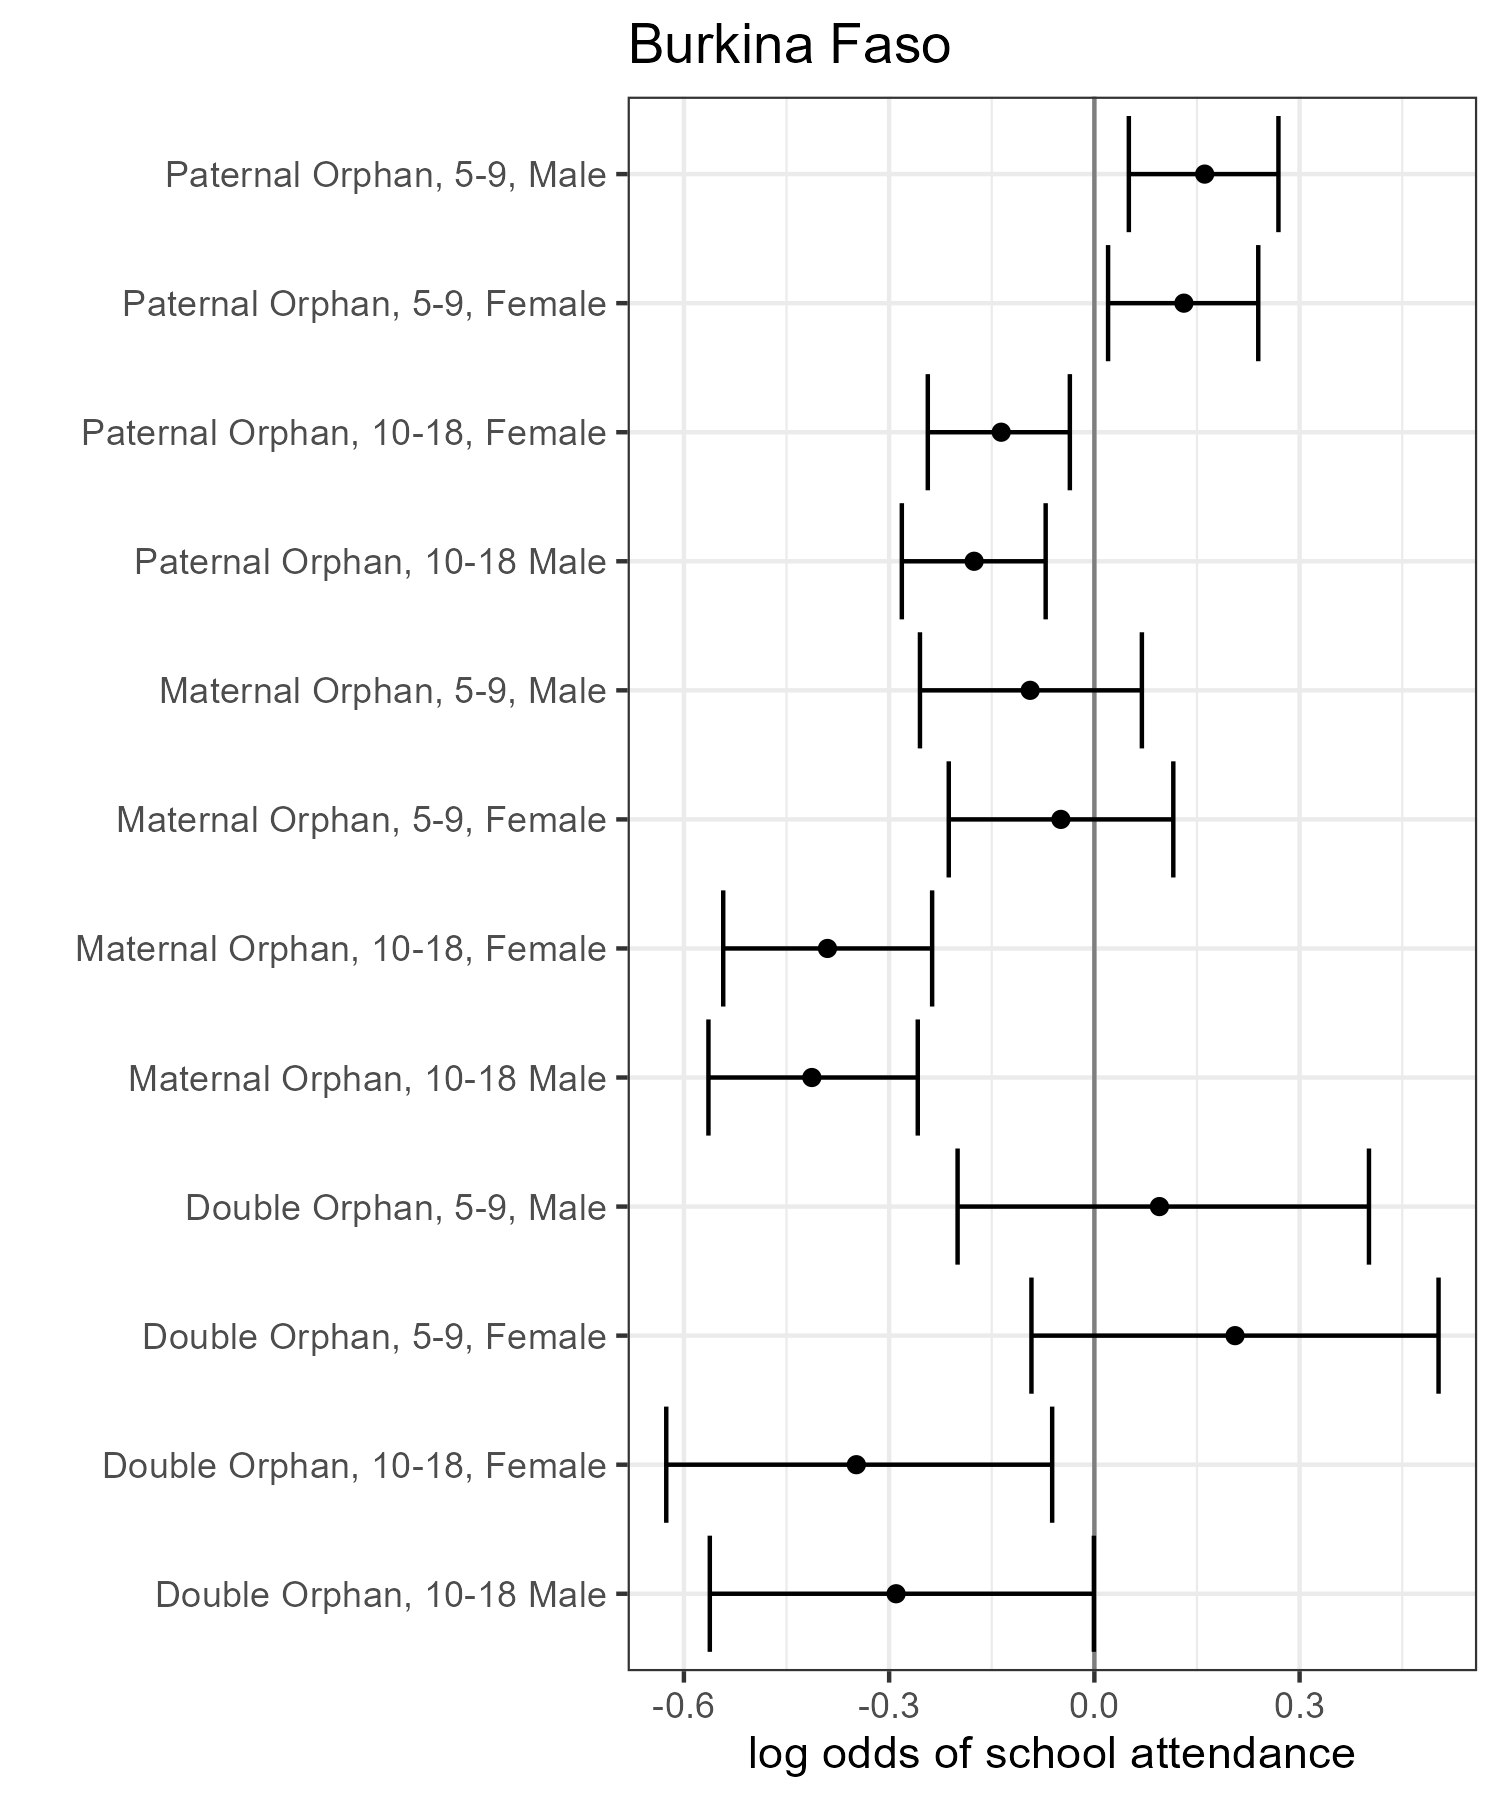 Burkina Faso
Paternal Orphan, 5-9, Male
Paternal Orphan, 5-9, Female
Paternal Orphan, 10-18, Female
Paternal Orphan, 10-18 Male
Maternal Orphan, 5-9, Male
Maternal Orphan, 5-9, Female
Maternal Orphan, 10-18, Female
Maternal Orphan, 10-18 Male
Double Orphan, 5-9, Male
Double Orphan, 5-9, Female
Double Orphan, 10-18, Female
Double Orphan, 10-18 Male
-0.6 -0.3 0.0 0.3
log odds of school attendance